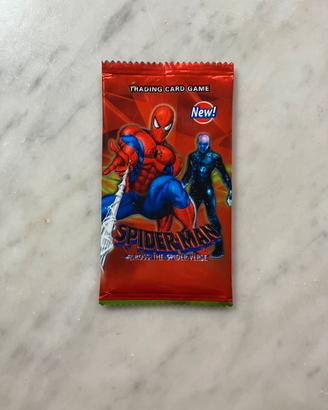 TRADING CARD GAME
New!
SPIDER-MAN
ACROSS THE SPIDER-VERSE